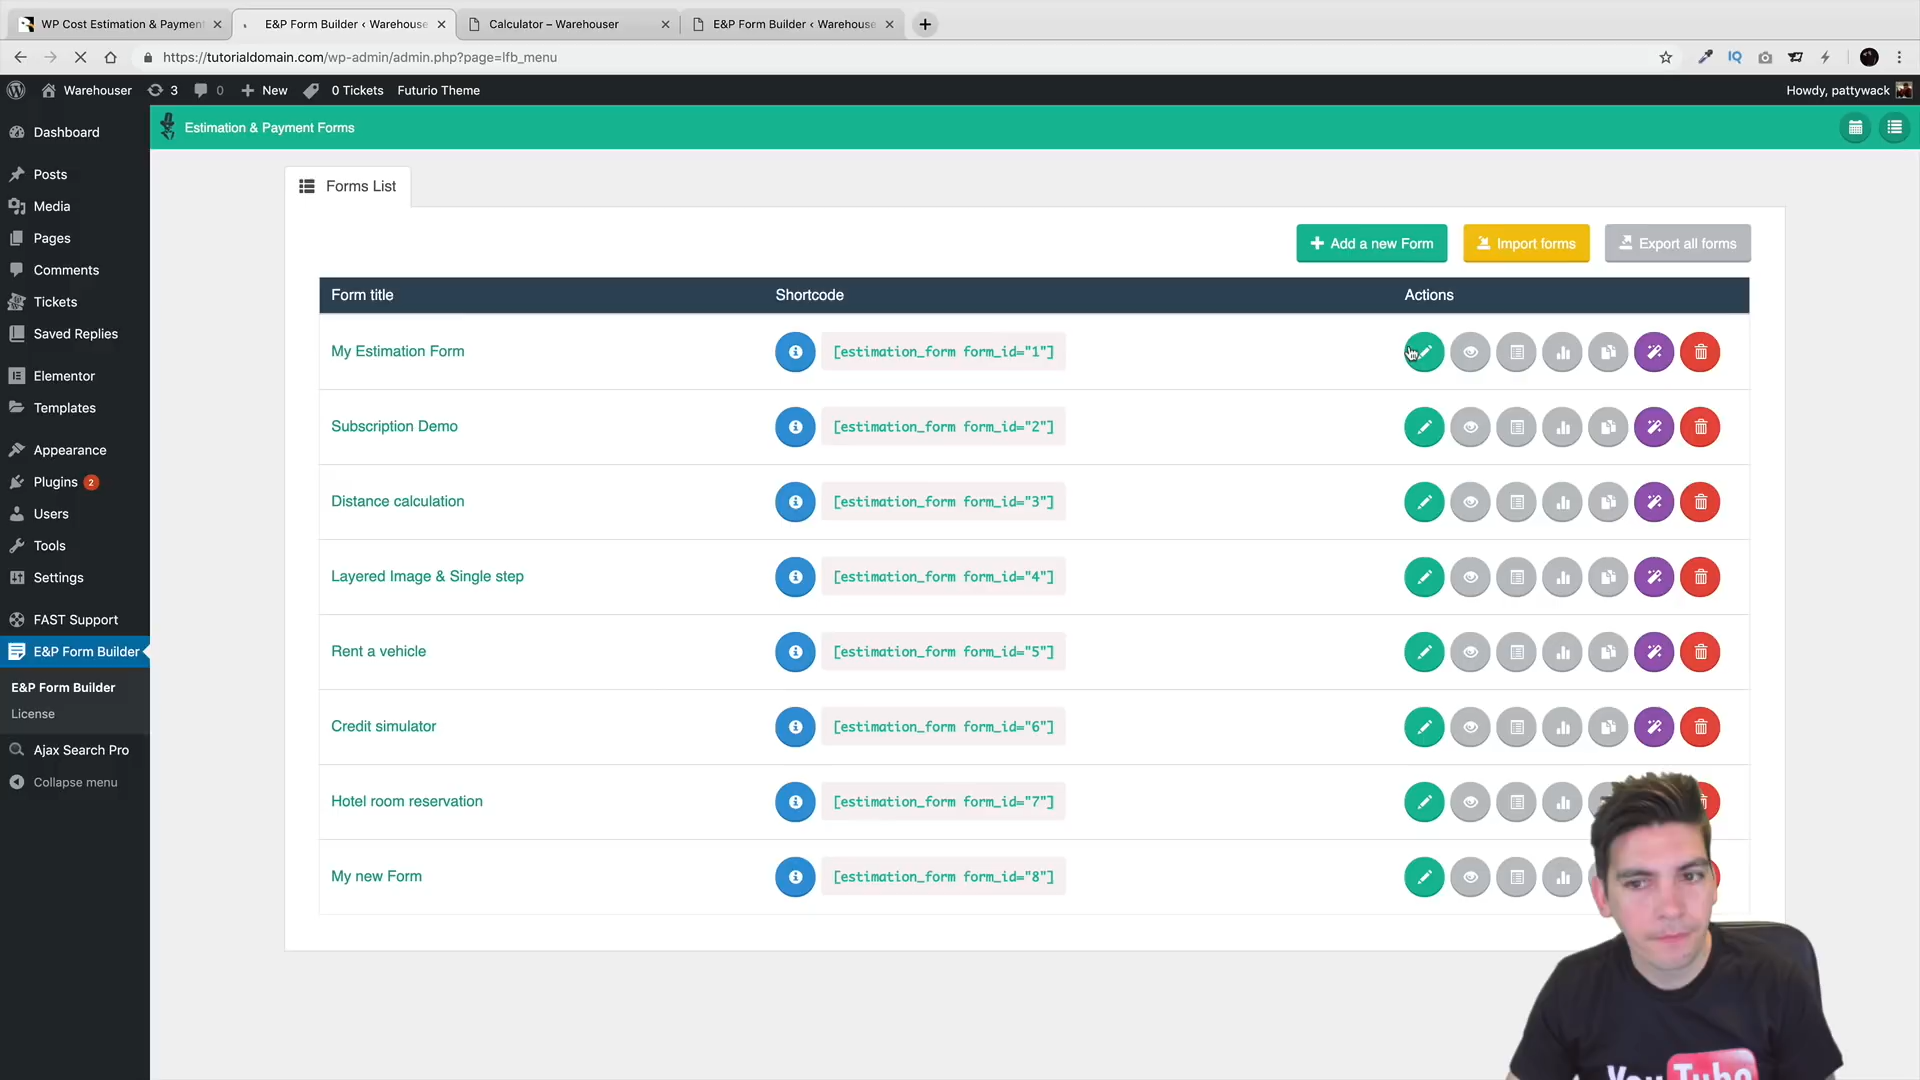 WP Cost Estimation & Payment
E&P Form Builder ‹ Warehouse
Calculator – Warehouser
E&P Form Builder ‹ Warehouse
https://tutorialdomain.com/wp-admin/admin.php?page=lfb_menu
IQ
Warehouser
3
0
New
0 Tickets
Futurio Theme
Howdy, pattywack
Dashboard
Posts
Media
Pages
Comments
Tickets
Saved Replies
Elementor
Templates
Appearance
Plugins 2
Users
Tools
Settings
FAST Support
E&P Form Builder
E&P Form Builder
License
Ajax Search Pro
Collapse menu
Estimation & Payment Forms
Forms List
Add a new Form
Import forms
Export all forms
Form title Shortcode Actions
My Estimation Form [estimation_form form_id="1"]
Subscription Demo [estimation_form form_id="2"]
Distance calculation [estimation_form form_id="3"]
Layered Image & Single step [estimation_form form_id="4"]
Rent a vehicle [estimation_form form_id="5"]
Credit simulator [estimation_form form_id="6"]
Hotel room reservation [estimation_form form_id="7"]
My new Form [estimation_form form_id="8"]
YouTube